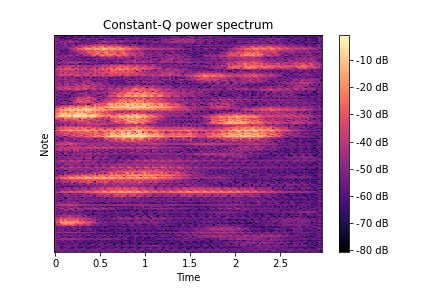 Constant-Q power spectrum
Note
-10 dB
-20 dB
-30 dB
-40 dB
-50 dB
-60 dB
-70 dB
-80 dB
0 0.5 1 1.5 2 2.5
Time